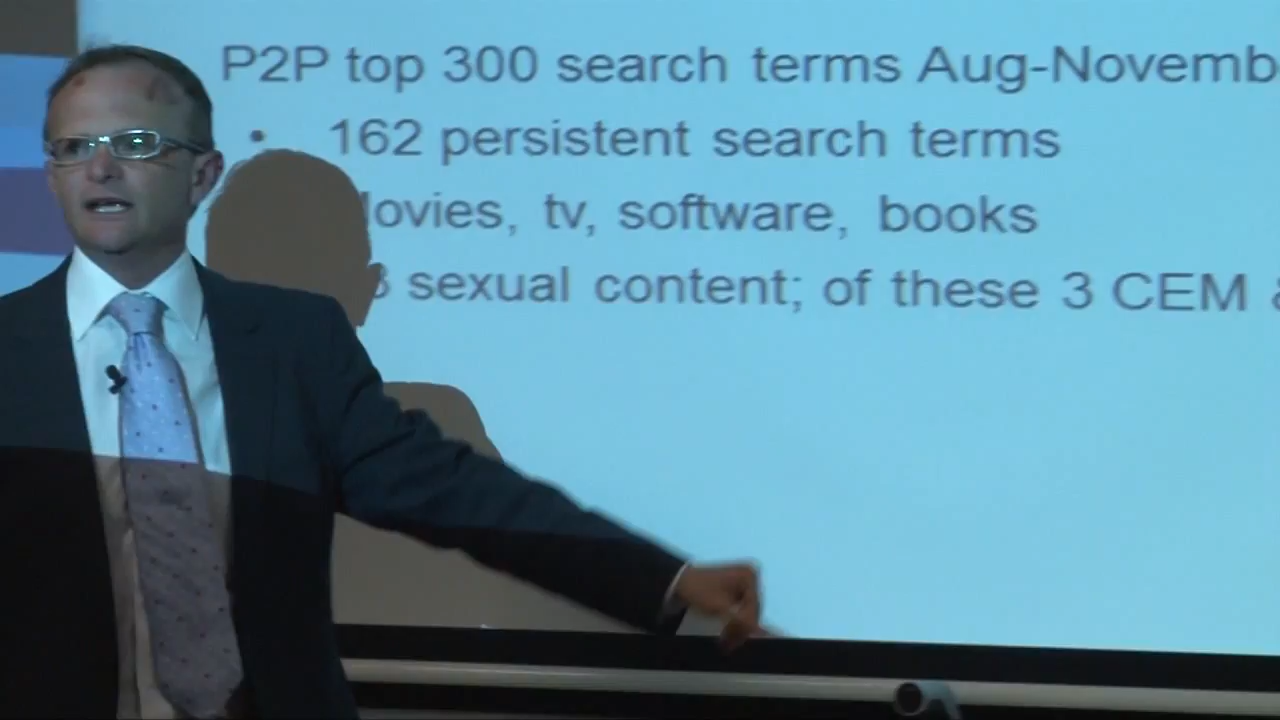 P2P top 300 search terms Aug-Novemb
• 162 persistent search terms
tv, software, books
sexual content; of these 3 CEM